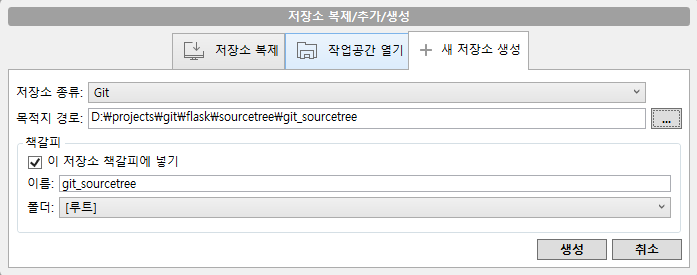 저장소 복제/추가/생성
저장소 복제 작업공간 열기 새 저장소 생성
저장소 종류: Git
목적지 경로: D:₩projects₩git₩flask₩sourcetree₩git_sourcetree ...
책갈피
이 저장소 책갈피에 넣기
이름: git_sourcetree
폴더: [루트]
생성 취소